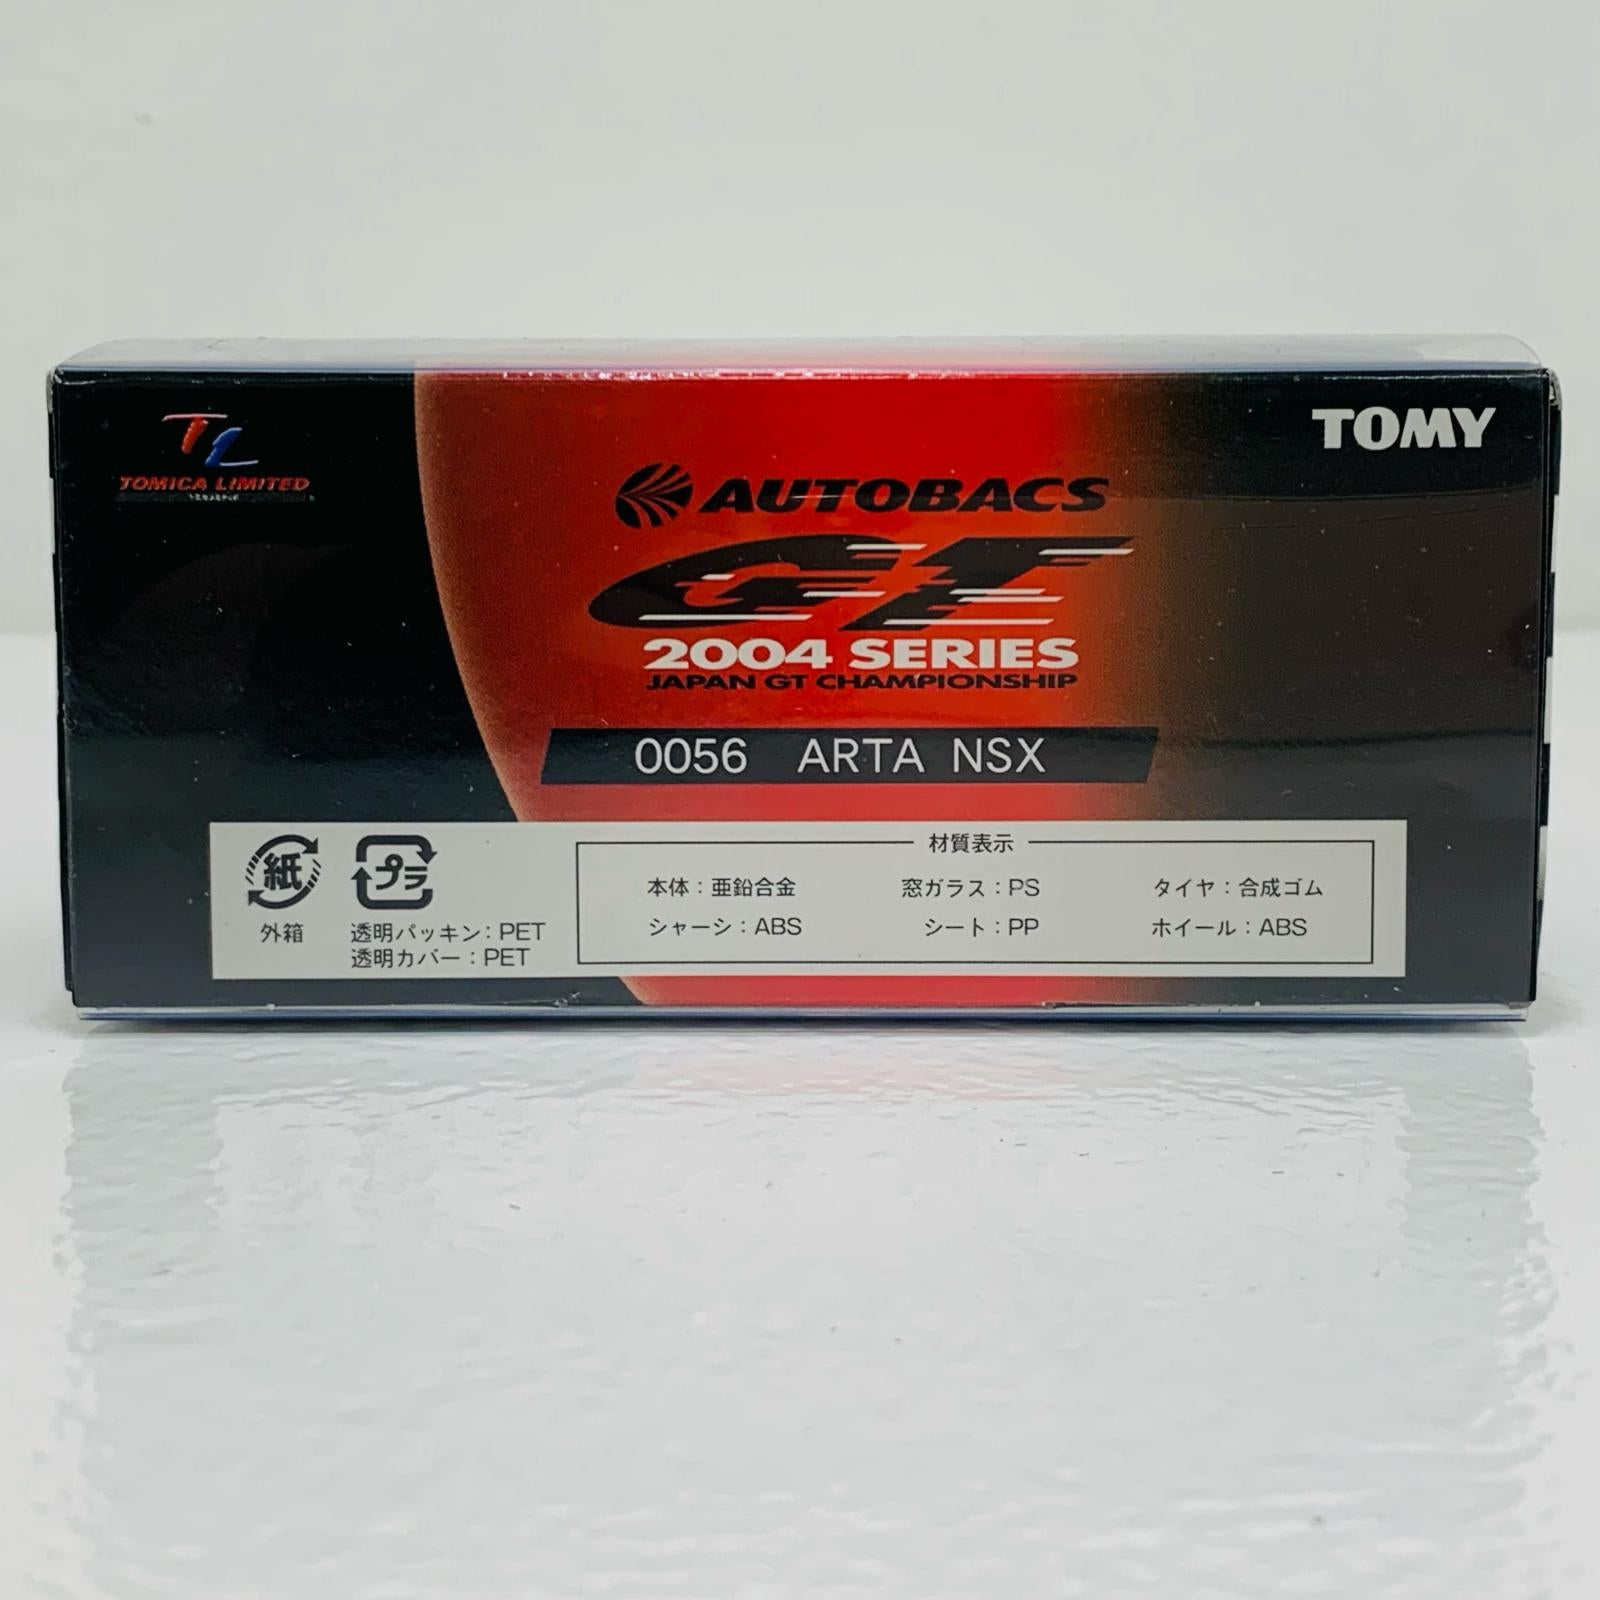 TL
TOMICA LIMITED
TOMY
AUTOBACS
GT
2004 SERIES
JAPAN GT CHAMPIONSHIP
0056 ARTA NSX
紙
外箱
プラ
透明パッキン：PET
透明カバー：PET
材質表示
本体：亜鉛合金 窓ガラス：PS タイヤ：合成ゴム
シャーシ：ABS シート：PP ホイール：ABS